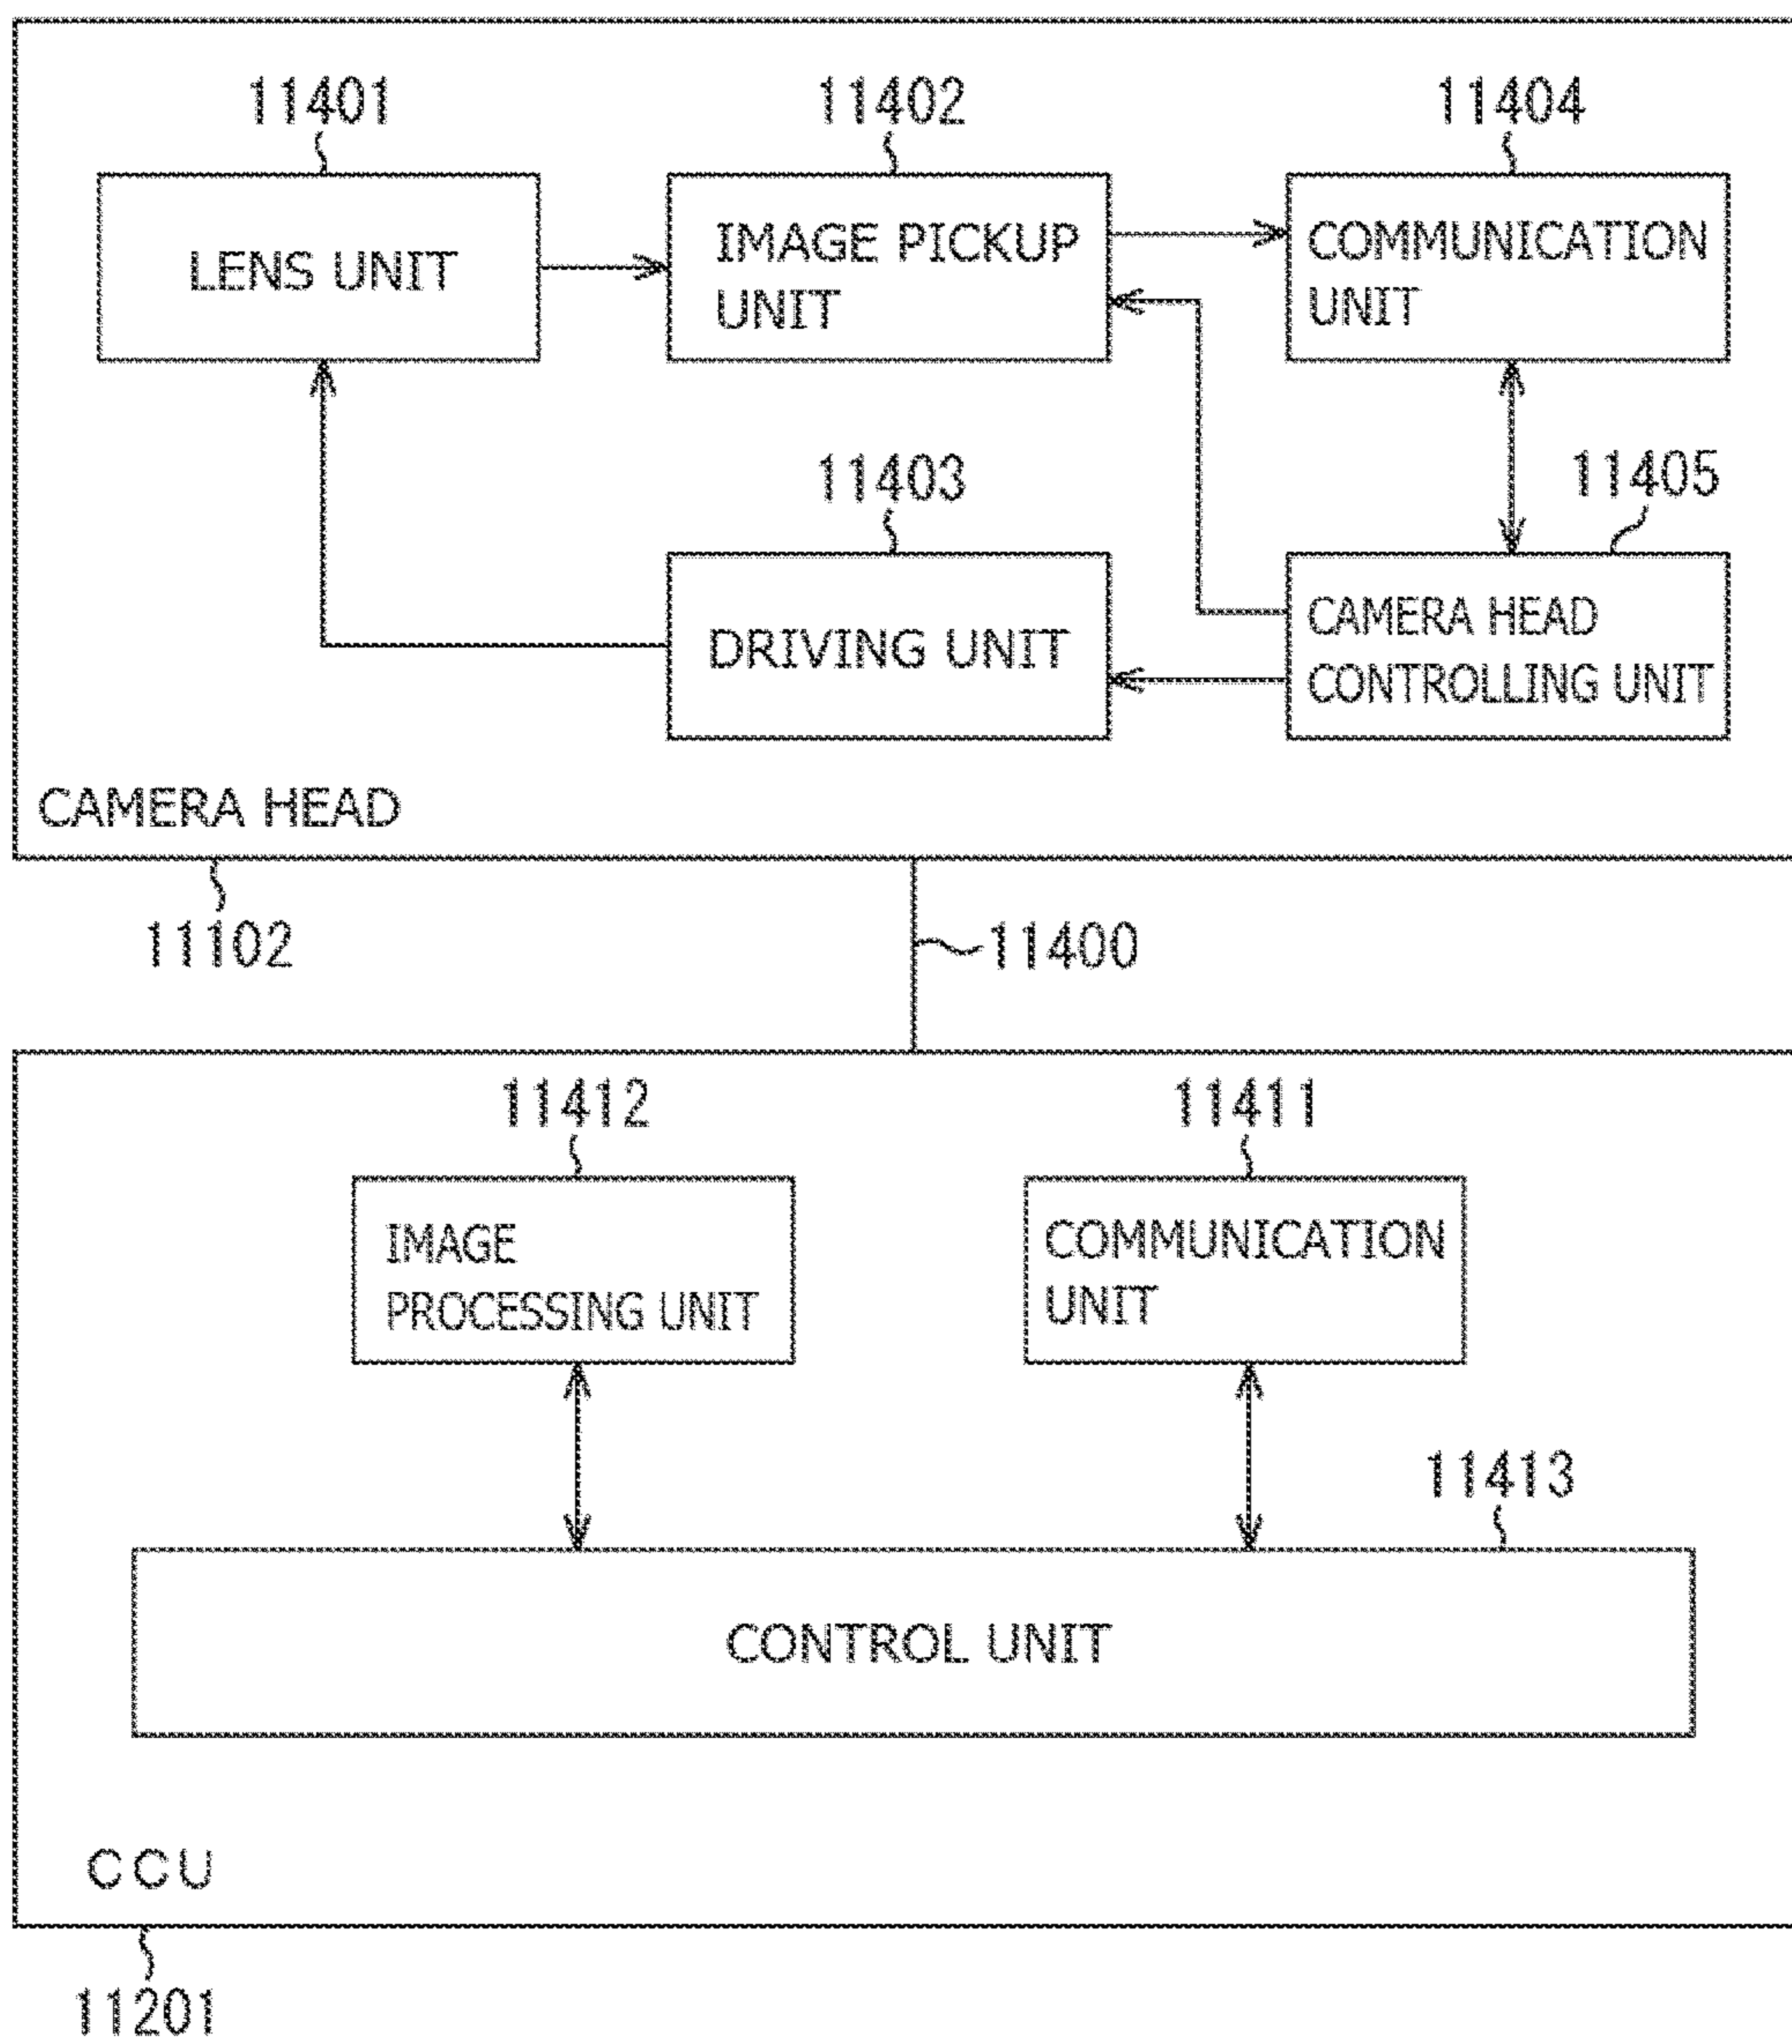 11401
11402
11404
LENS UNIT
IMAGE PICKUP
UNIT
COMMUNICATION
UNIT
11403
11405
DRIVING UNIT
CAMERA HEAD
CONTROLLING UNIT
CAMERA HEAD
11102
11400
11412
11411
IMAGE
PROCESSING UNIT
COMMUNICATION
UNIT
11413
CONTROL UNIT
CCU
11201